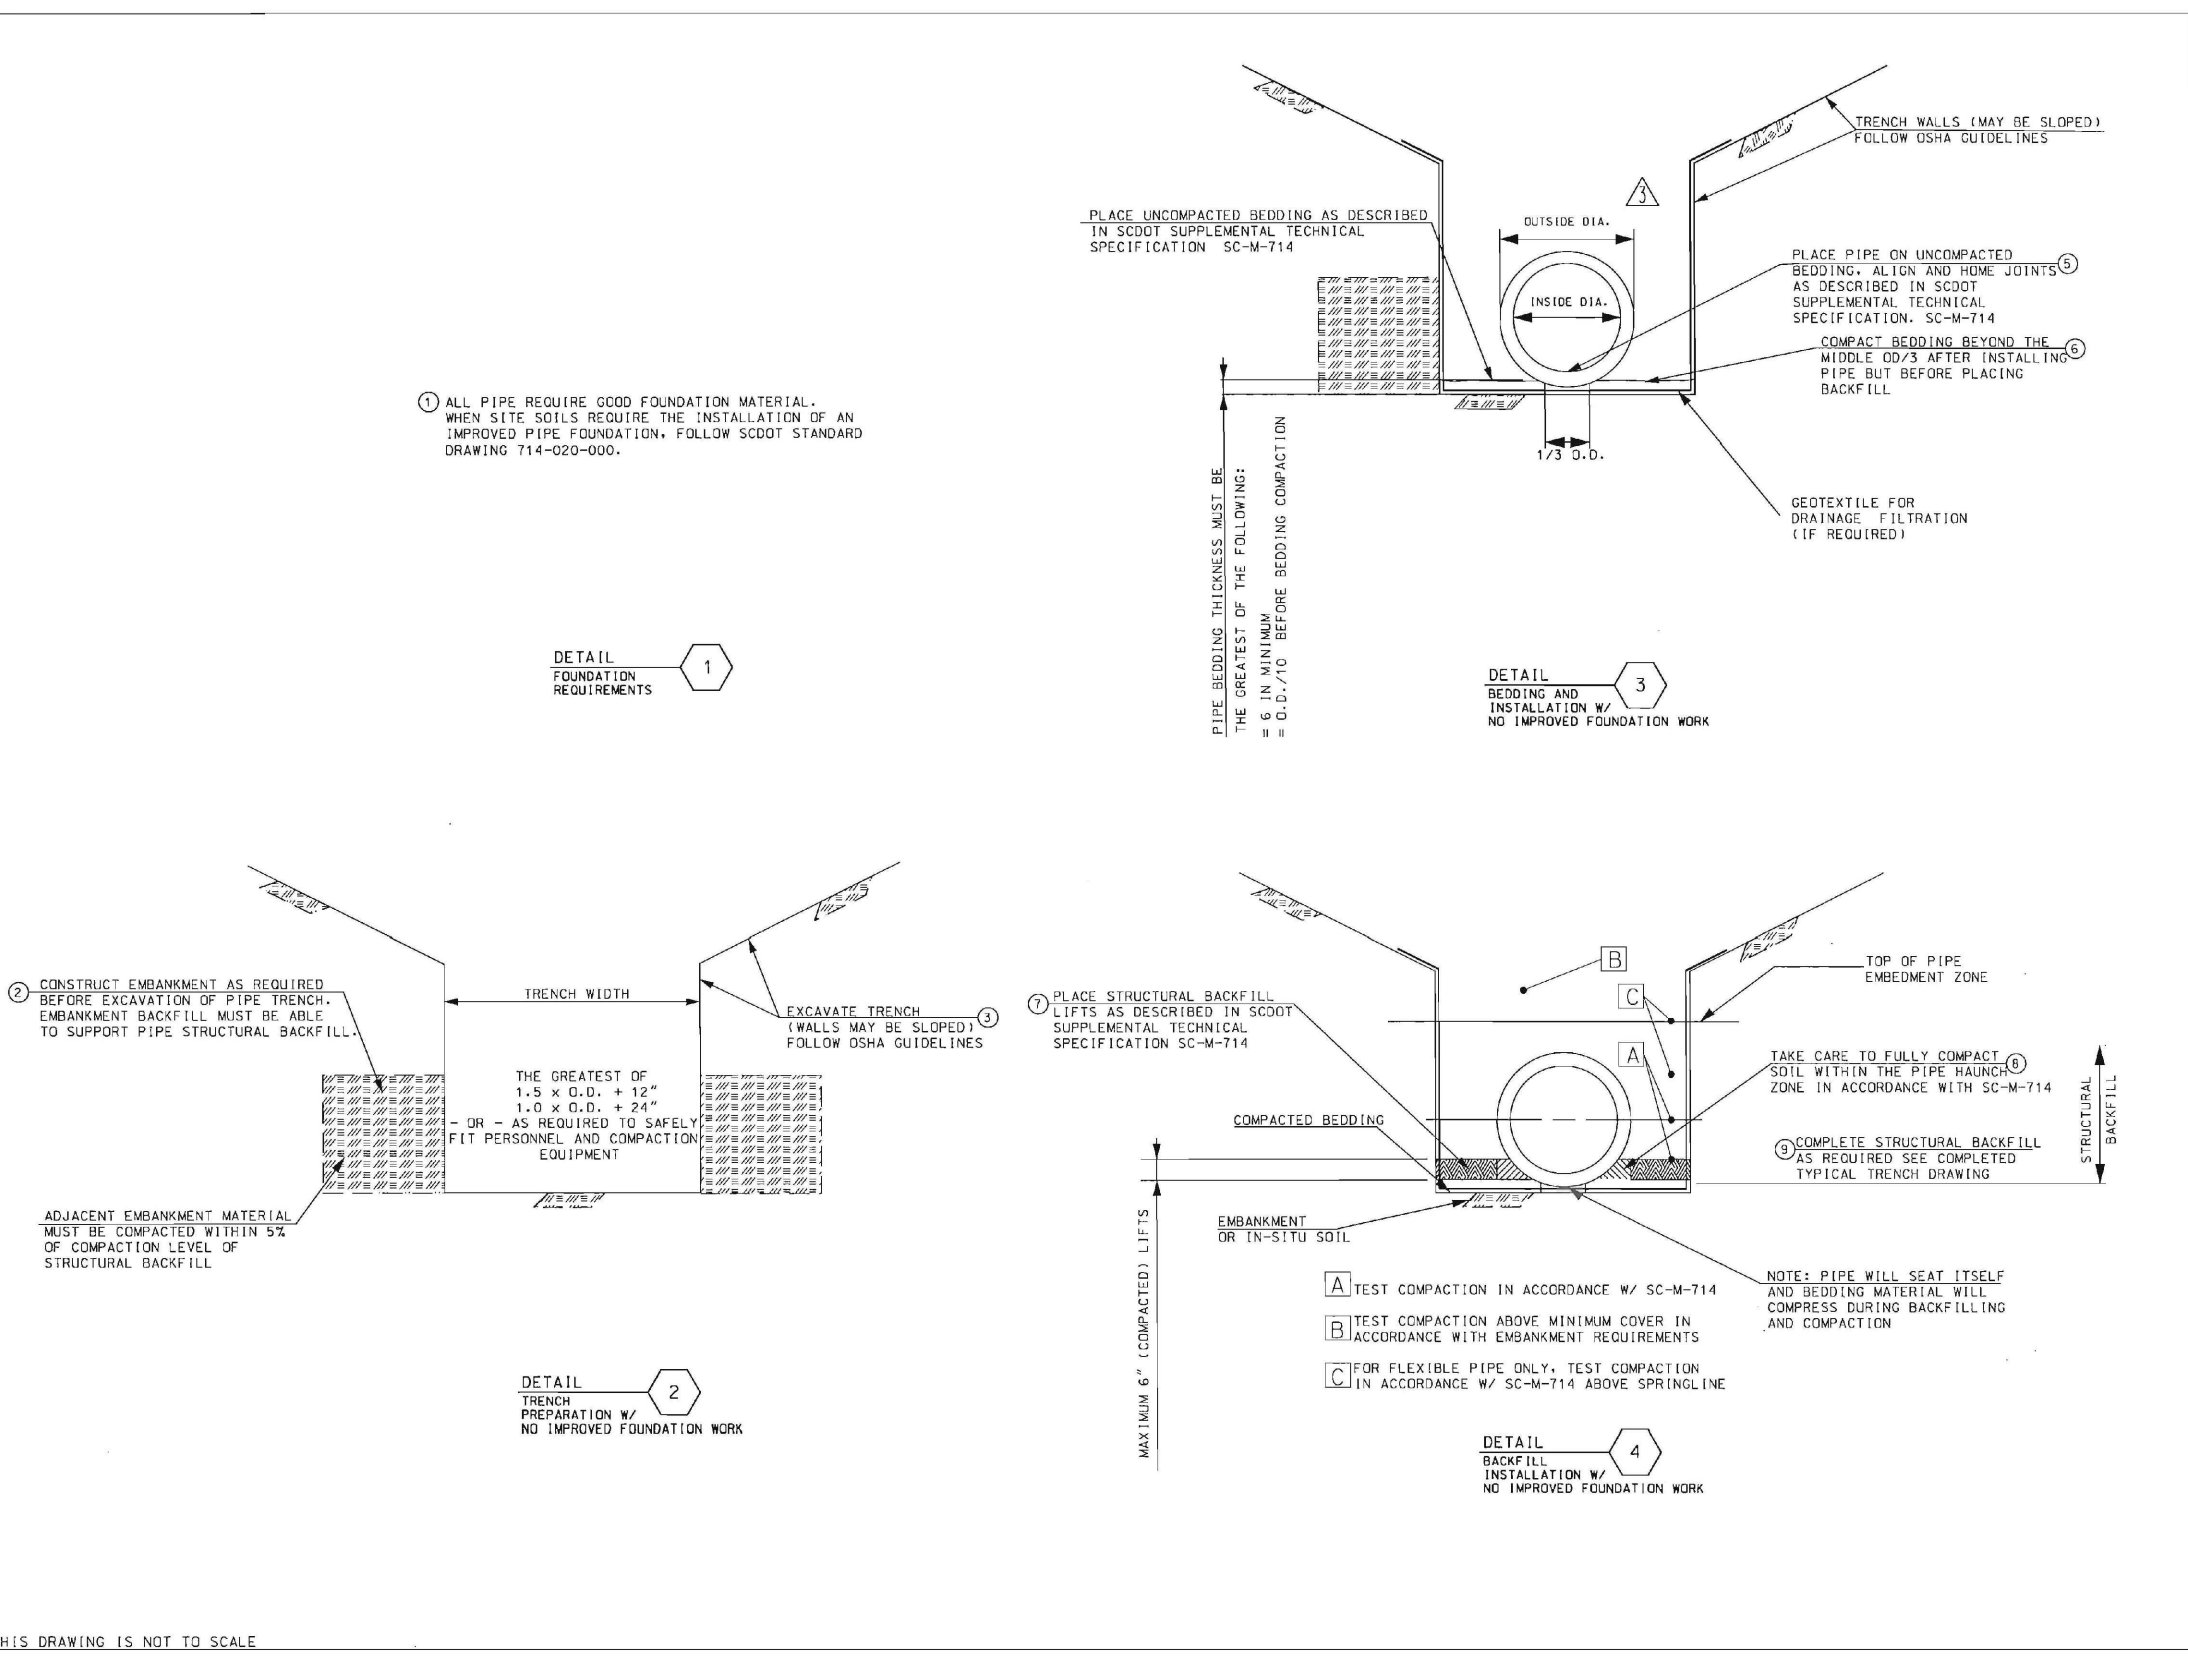 1 ALL PIPE REQUIRE GOOD FOUNDATION MATERIAL.
WHEN SITE SOILS REQUIRE THE INSTALLATION OF AN
IMPROVED PIPE FOUNDATION, FOLLOW SCDOT STANDARD
DRAWING 714-020-000.
DETAIL
1
FOUNDATION
REQUIREMENTS
TRENCH WALLS (MAY BE SLOPED)
FOLLOW OSHA GUIDELINES
3
PLACE UNCOMPACTED BEDDING AS DESCRIBED
IN SCDOT SUPPLEMENTAL TECHNICAL
SPECIFICATION SC-M-714
OUTSIDE DIA.
INSIDE DIA.
PLACE PIPE ON UNCOMPACTED
BEDDING, ALIGN AND HOME JOINTS 5
AS DESCRIBED IN SCDOT
SUPPLEMENTAL TECHNICAL
SPECIFICATION. SC-M-714
COMPACT BEDDING BEYOND THE
MIDDLE OD/3 AFTER INSTALLING 6
PIPE BUT BEFORE PLACING
BACKFILL
1/3 O.D.
GEOTEXTILE FOR
DRAINAGE FILTRATION
(IF REQUIRED)
PIPE BEDDING THICKNESS MUST BE
THE GREATEST OF THE FOLLOWING:
= 6 IN MINIMUM
= O.D./10 BEFORE BEDDING COMPACTION
DETAIL
3
BEDDING AND
INSTALLATION W/
NO IMPROVED FOUNDATION WORK
2 CONSTRUCT EMBANKMENT AS REQUIRED
BEFORE EXCAVATION OF PIPE TRENCH.
EMBANKMENT BACKFILL MUST BE ABLE
TO SUPPORT PIPE STRUCTURAL BACKFILL.
TRENCH WIDTH
EXCAVATE TRENCH
(WALLS MAY BE SLOPED) 3
FOLLOW OSHA GUIDELINES
THE GREATEST OF
1.5 x O.D. + 12"
1.0 x O.D. + 24"
- OR - AS REQUIRED TO SAFELY
FIT PERSONNEL AND COMPACTION
EQUIPMENT
ADJACENT EMBANKMENT MATERIAL
MUST BE COMPACTED WITHIN 5%
OF COMPACTION LEVEL OF
STRUCTURAL BACKFILL
DETAIL
2
TRENCH
PREPARATION W/
NO IMPROVED FOUNDATION WORK
B
C
A
TOP OF PIPE
EMBEDMENT ZONE
7 PLACE STRUCTURAL BACKFILL
LIFTS AS DESCRIBED IN SCDOT
SUPPLEMENTAL TECHNICAL
SPECIFICATION SC-M-714
TAKE CARE TO FULLY COMPACT
SOIL WITHIN THE PIPE HAUNCH 8
ZONE IN ACCORDANCE WITH SC-M-714
STRUCTURAL
BACKFILL
COMPACTED BEDDING
9 COMPLETE STRUCTURAL BACKFILL
AS REQUIRED SEE COMPLETED
TYPICAL TRENCH DRAWING
EMBANKMENT
OR IN-SITU SOIL
MAXIMUM 6" (COMPACTED) LIFTS
NOTE: PIPE WILL SEAT ITSELF
AND BEDDING MATERIAL WILL
COMPRESS DURING BACKFILLING
AND COMPACTION
A TEST COMPACTION IN ACCORDANCE W/ SC-M-714
B TEST COMPACTION ABOVE MINIMUM COVER IN
ACCORDANCE WITH EMBANKMENT REQUIREMENTS
C FOR FLEXIBLE PIPE ONLY, TEST COMPACTION
IN ACCORDANCE W/ SC-M-714 ABOVE SPRINGLINE
DETAIL
4
BACKFILL
INSTALLATION W/
NO IMPROVED FOUNDATION WORK
HIS DRAWING IS NOT TO SCALE